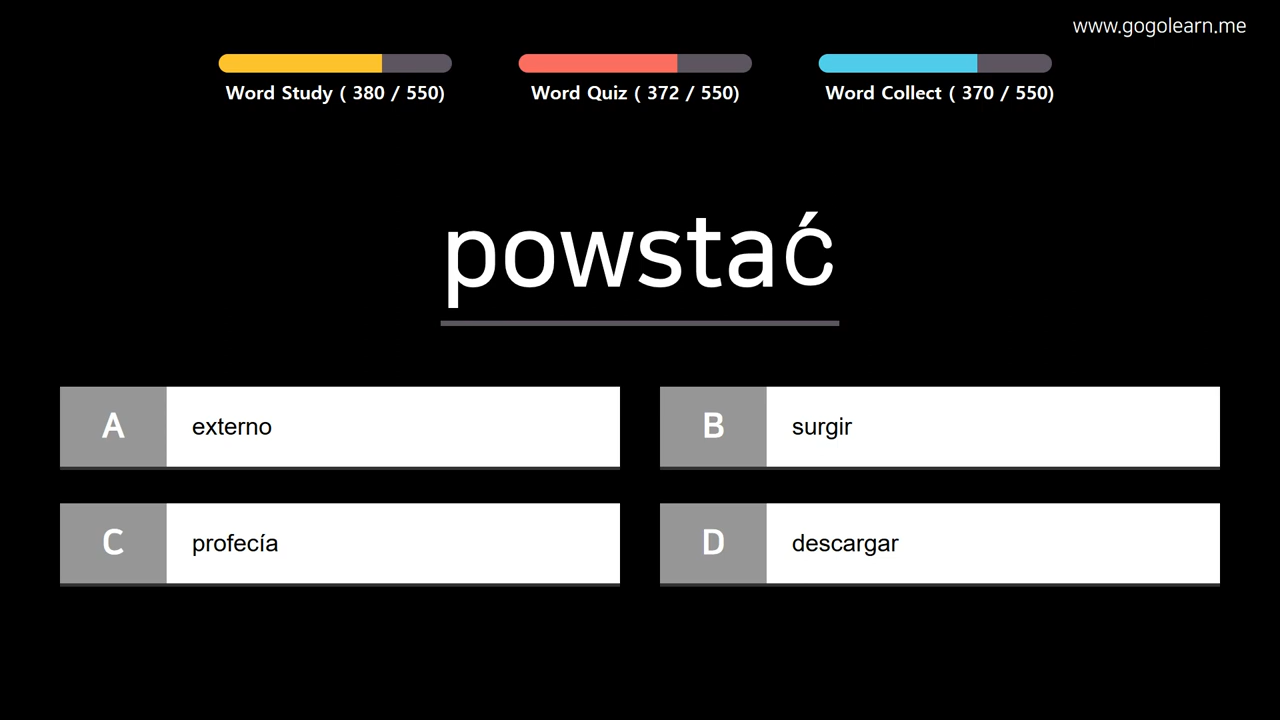 www.gogolearn.me
Word Study ( 380 / 550)
Word Quiz ( 372 / 550)
Word Collect ( 370 / 550)
powstać
A externo
B surgir
C profecía
D descargar